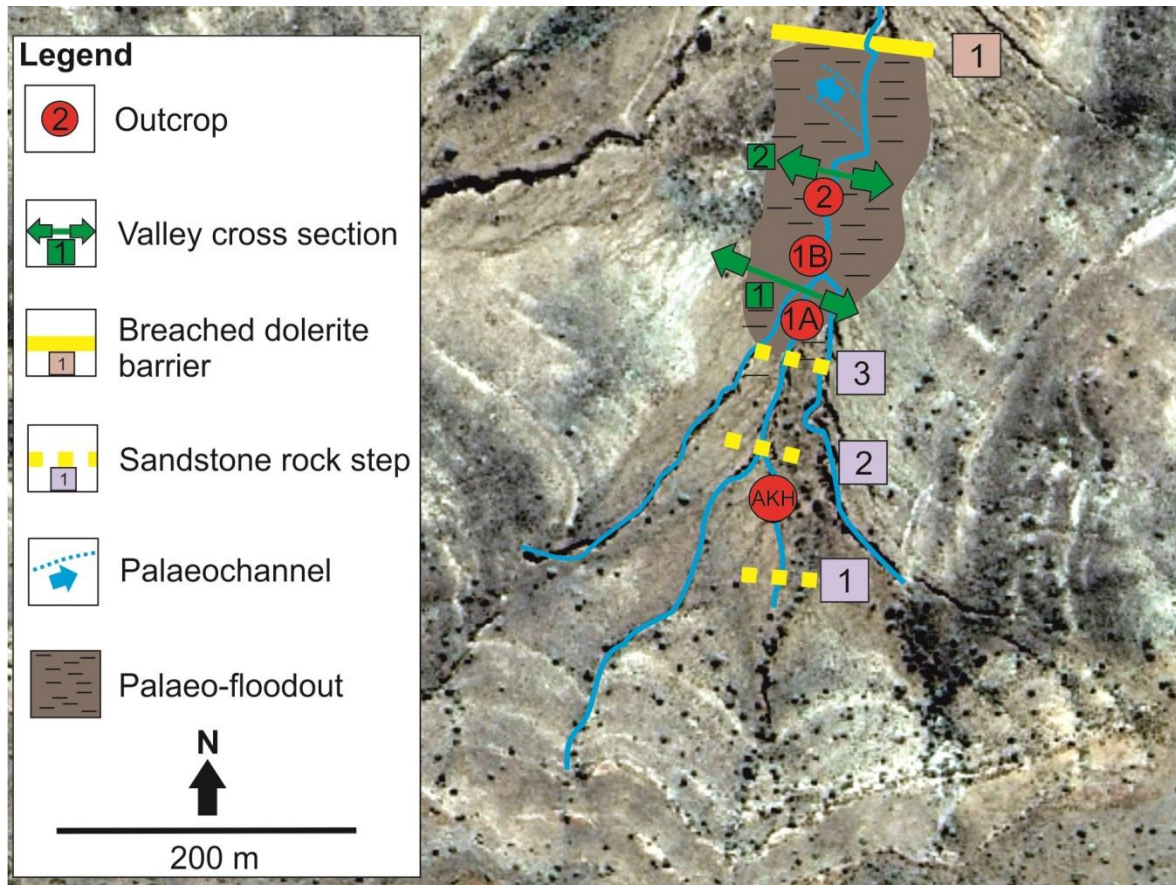 Legend
2
Outcrop
1
Valley cross section
1
Breached dolerite
barrier
1
Sandstone rock step
Palaeochannel
Palaeo-floodout
N
200 m
1
2
2
1B
1
1A
3
2
AKH
1